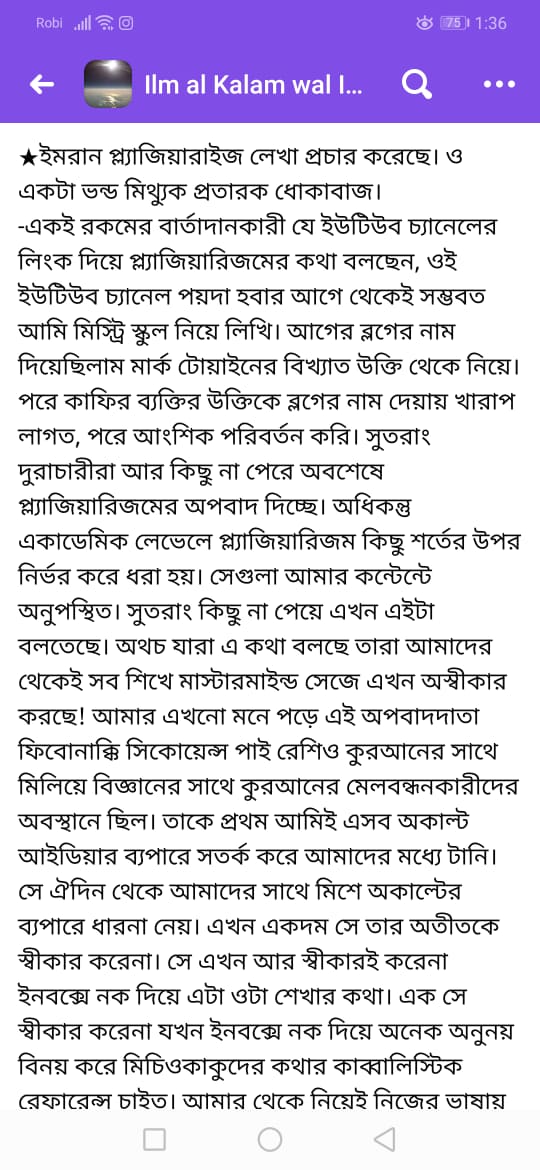 Robi 75 1:36
Ilm al Kalam wal I...
★ইমরান প্ল্যাজিয়ারাইজ লেখা প্রচার করেছে। ও
একটা ভন্ড মিথ্যুক প্রতারক ধোকাবাজ।
-একই রকমের বার্তাদানকারী যে ইউটিউব চ্যানেলের
লিংক দিয়ে প্ল্যাজিয়ারিজমের কথা বলছেন, ওই
ইউটিউব চ্যানেল পয়দা হবার আগে থেকেই সম্ভবত
আমি মিস্ট্রি স্কুল নিয়ে লিখি। আগের ব্লগের নাম
দিয়েছিলাম মার্ক টোয়াইনের বিখ্যাত উক্তি থেকে নিয়ে।
পরে কাফির ব্যক্তির উক্তিকে ব্লগের নাম দেয়ায় খারাপ
লাগত, পরে আংশিক পরিবর্তন করি। সুতরাং
দুরাচারীরা আর কিছু না পেরে অবশেষে
প্ল্যাজিয়ারিজমের অপবাদ দিচ্ছে। অধিকন্তু
একাডেমিক লেভেলে প্ল্যাজিয়ারিজম কিছু শর্তের উপর
নির্ভর করে ধরা হয়। সেগুলা আমার কন্টেন্টে
অনুপস্থিত। সুতরাং কিছু না পেয়ে এখন এইটা
বলতেছে। অথচ যারা এ কথা বলছে তারা আমাদের
থেকেই সব শিখে মাস্টারমাইন্ড সেজে এখন অস্বীকার
করছে! আমার এখনো মনে পড়ে এই অপবাদদাতা
ফিবোনাক্কি সিকোয়েন্স পাই রেশিও কুরআনের সাথে
মিলিয়ে বিজ্ঞানের সাথে কুরআনের মেলবন্ধনকারীদের
অবস্থানে ছিল। তাকে প্রথম আমিই এসব অকাল্ট
আইডিয়ার ব্যপারে সতর্ক করে আমাদের মধ্যে টানি।
সে ঐদিন থেকে আমাদের সাথে মিশে অকাল্টের
ব্যপারে ধারনা নেয়। এখন একদম সে তার অতীতকে
স্বীকার করেনা। সে এখন আর স্বীকারই করেনা
ইনবক্সে নক দিয়ে এটা ওটা শেখার কথা। এক সে
স্বীকার করেনা যখন ইনবক্সে নক দিয়ে অনেক অনুনয়
বিনয় করে মিচিওকাকুদের কথার কাব্বালিস্টিক
রেফারেন্স চাইত। আমার থেকে নিয়েই নিজের ভাষায়